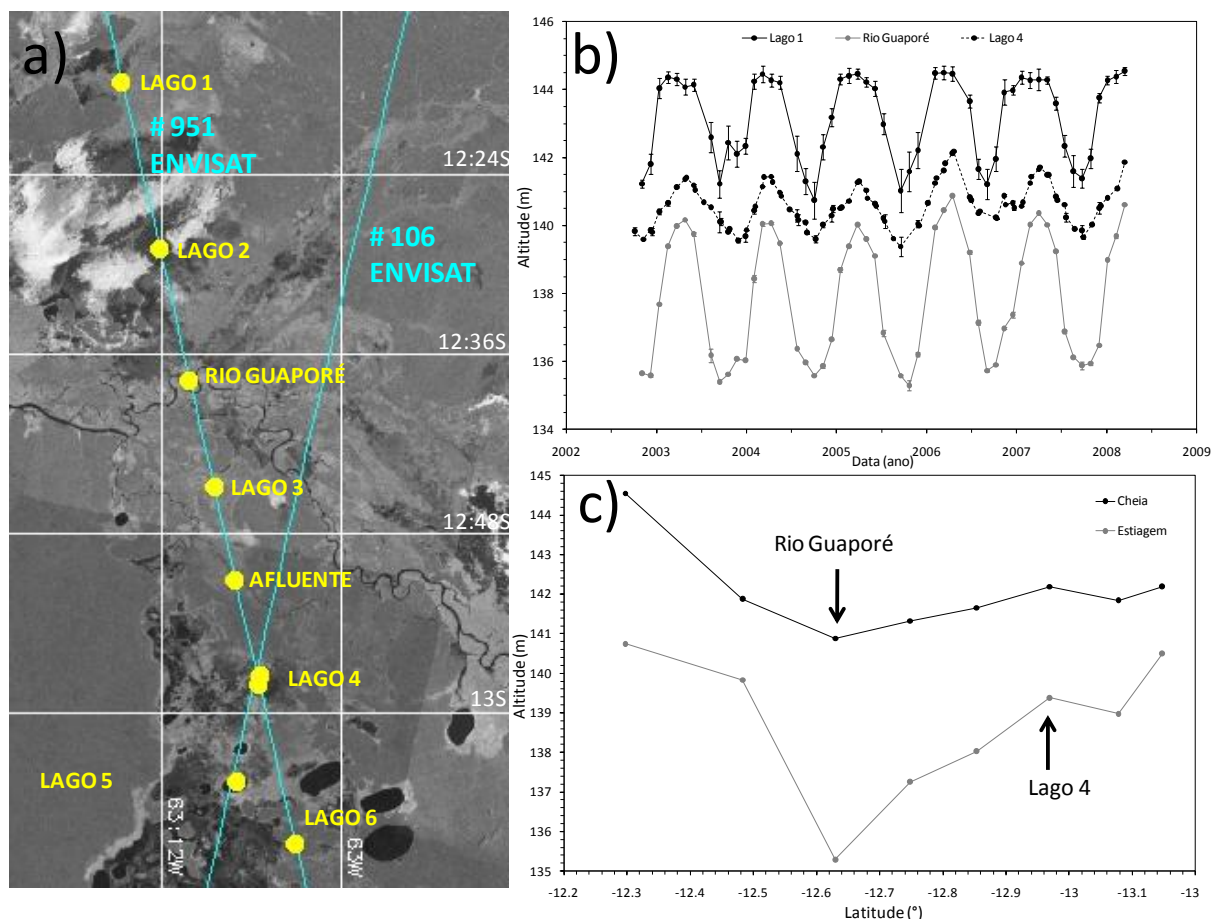 a)
LAGO 1
# 951
ENVISAT
12:24S
LAGO 2
# 106
ENVISAT
12:36S
RIO GUAPORÉ
LAGO 3
12:48S
AFLUENTE
LAGO 4
13S
LAGO 5
LAGO 6
63:12W
63W
b)
Lago 1
Rio Guaporé
Lago 4
Altitude (m)
146
144
142
140
138
136
134
2002
2003
2004
2005
2006
2007
2008
2009
Data (ano)
c)
Cheia
Estiagem
Rio Guaporé
Lago 4
Altitude (m)
145
144
143
142
141
140
139
138
137
136
135
-12.2
-12.3
-12.4
-12.5
-12.6
-12.7
-12.8
-12.9
-13
-13.1
-13
Latitude (°)